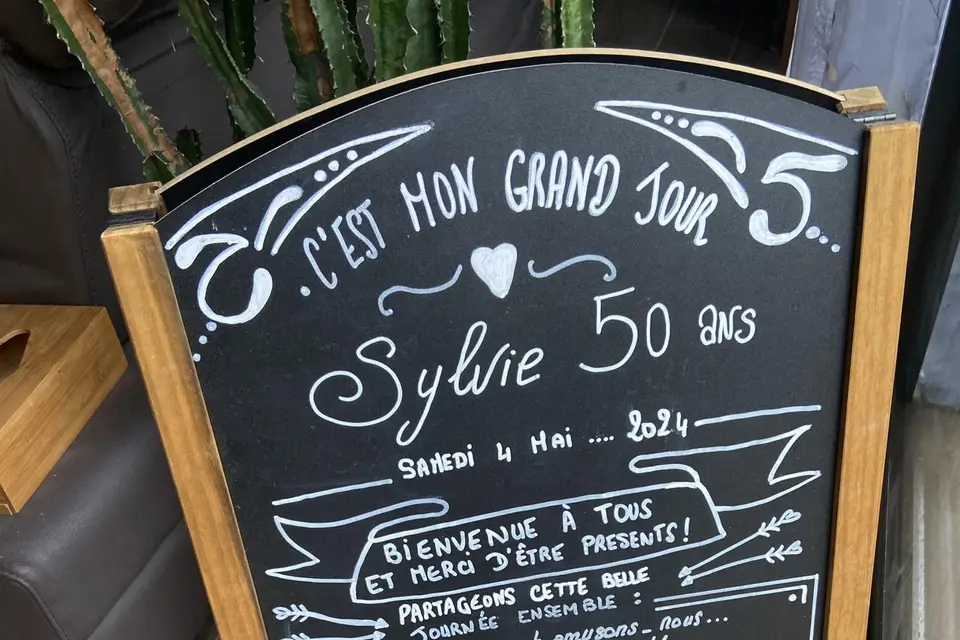 C'EST MON GRAND JOUR
Sylvie 50 ans
SAMEDI 4 MAI .... 2024
BIENVENUE À TOUS
ET MERCI D'ÊTRE PRESENTS!
PARTAGEONS CETTE BELLE
JOURNÉE ENSEMBLE :
amusons_nous...